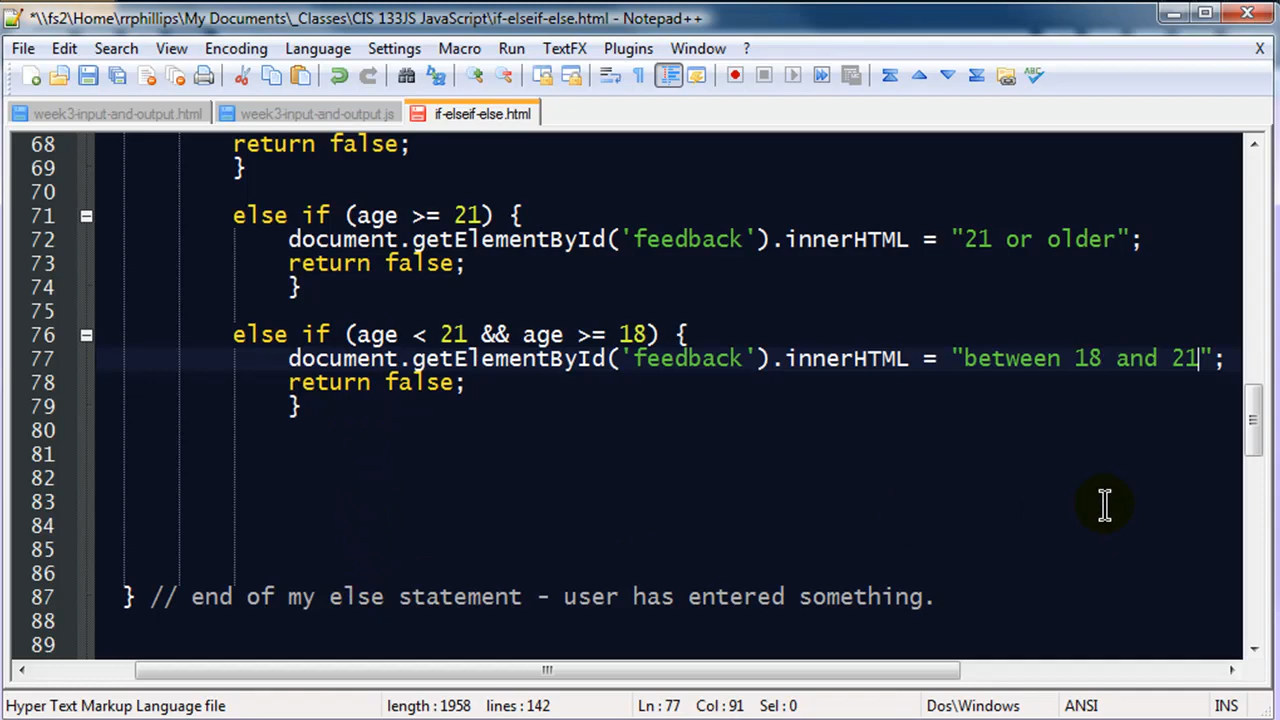 *\\fs2\Home\rrphillips\My Documents\_Classes\CIS 133JS JavaScript\if-elseif-else.html - Notepad++
File Edit Search View Encoding Language Settings Macro Run TextFX Plugins Window ? X
week3-input-and-output.html week3-input-and-output.js if-elseif-else.html
68 return false;
69 }
70
71 else if (age >= 21) {
72 document.getElementById('feedback').innerHTML = "21 or older";
73 return false;
74 }
75
76 else if (age < 21 && age >= 18) {
77 document.getElementById('feedback').innerHTML = "between 18 and 21";
78 return false;
79 }
80
81
82
83
84
85
86
87 } // end of my else statement - user has entered something.
88
89
Hyper Text Markup Language file length : 1958 lines : 142 Ln : 77 Col : 91 Sel : 0 Dos\Windows ANSI INS